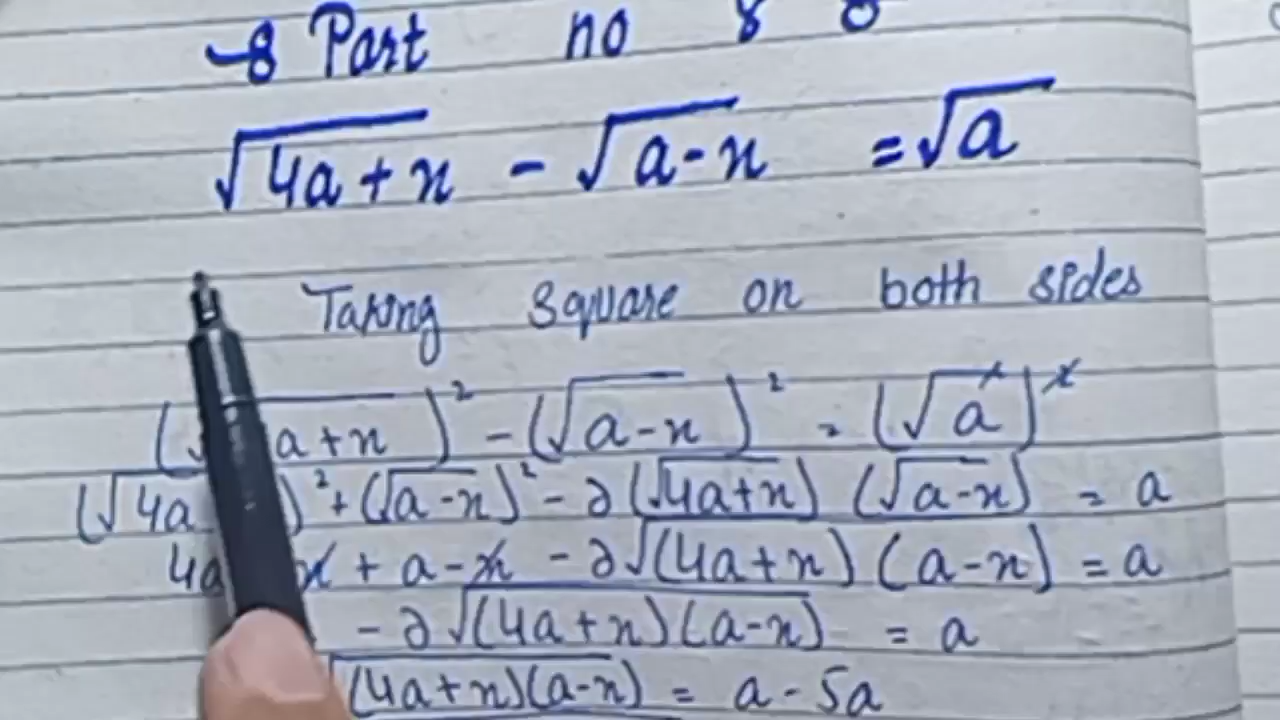 8 Part no 8
√4a+x - √a-x = √a
Taking square on both sides
(√ a+x )² - (√a-x )² = (√a)²
(√4a )² + (√a-x)² - 2(√4a+x) (√a-x) = a
4a x + a - x - 2√(4a+x) (a-x) = a
- 2√(4a+x)(a-x) = a
√(4a+x)(a-x) = a - 5a